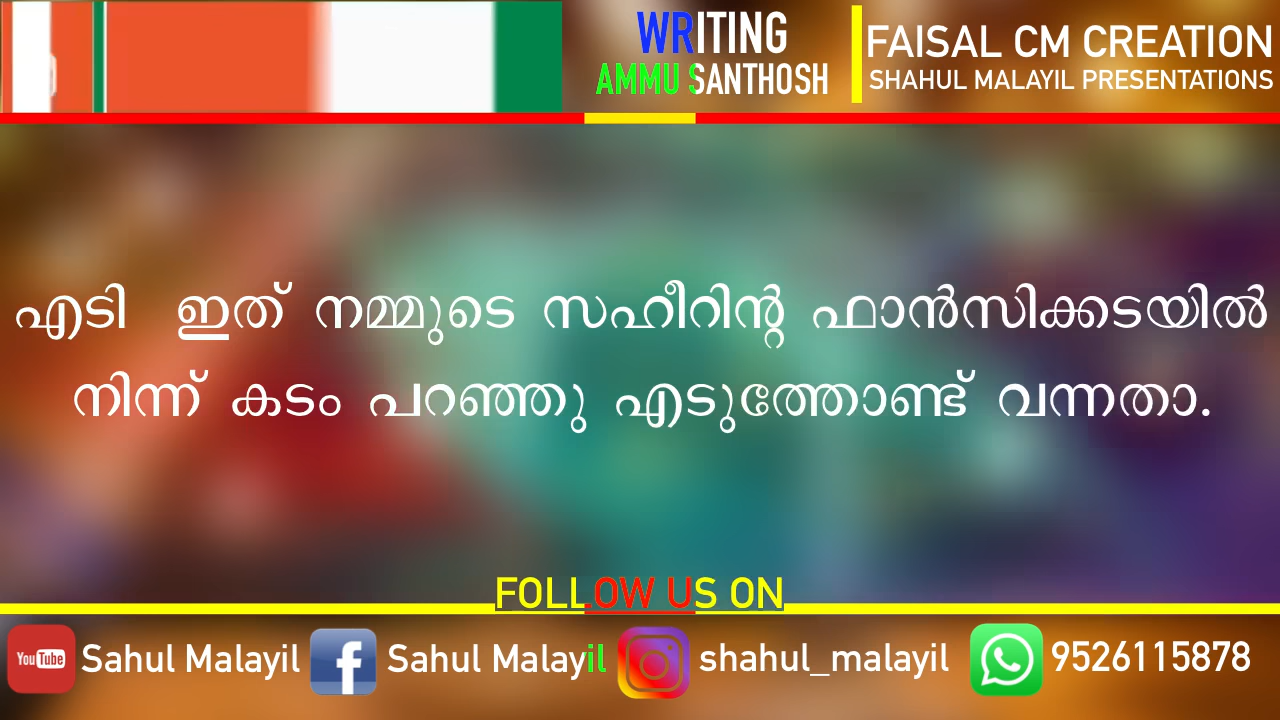 WRITING
AMMU SANTHOSH
FAISAL CM CREATION
SHAHUL MALAYIL PRESENTATIONS
എടി ഇത് നമ്മുടെ സഹീറിന്റ ഫാൻസിക്കടയിൽ
നിന്ന് കടം പറഞ്ഞു എടുത്തോണ്ട് വന്നതാ.
FOLLOW US ON
YouTube Sahul Malayil f Sahul Malayil shahul_malayil 9526115878